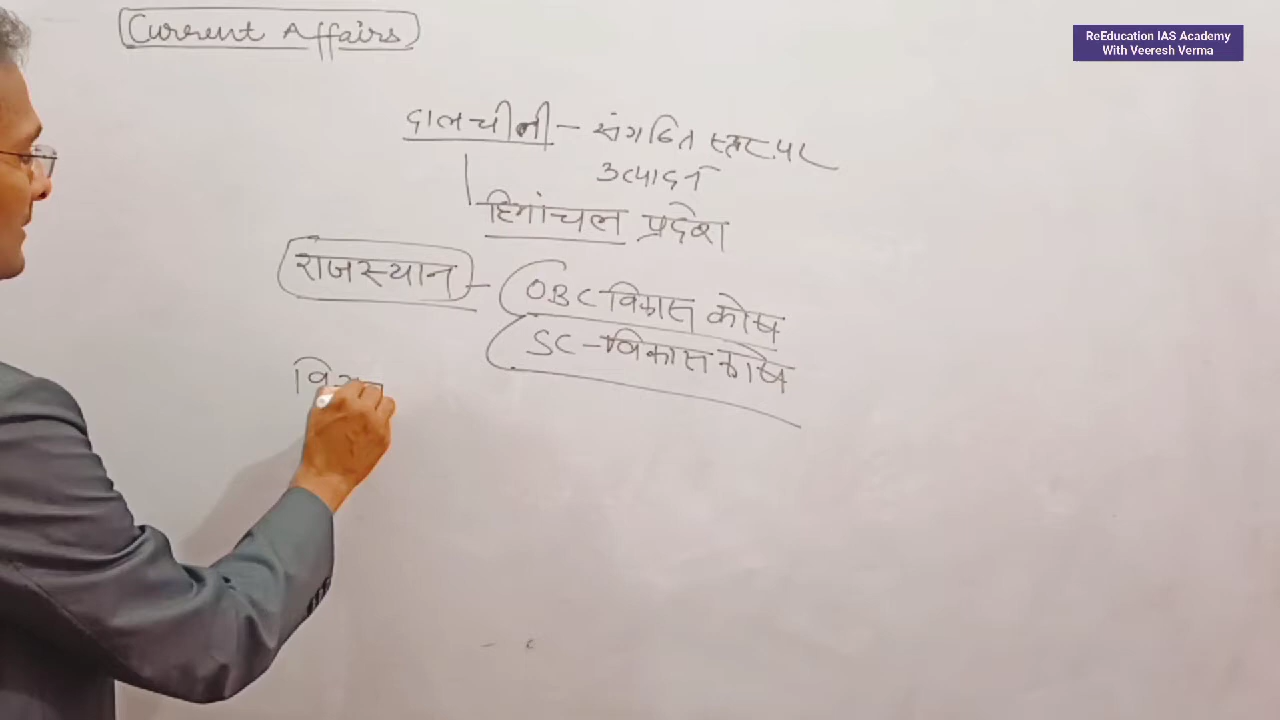 Current Affairs
ReEducation IAS Academy
With Veeresh Verma
दालचीनी – संगठित स्तर पर
उत्पादन
हिमांचल प्रदेश
राजस्थान – OBC विकास कोष
SC – विकास कोष